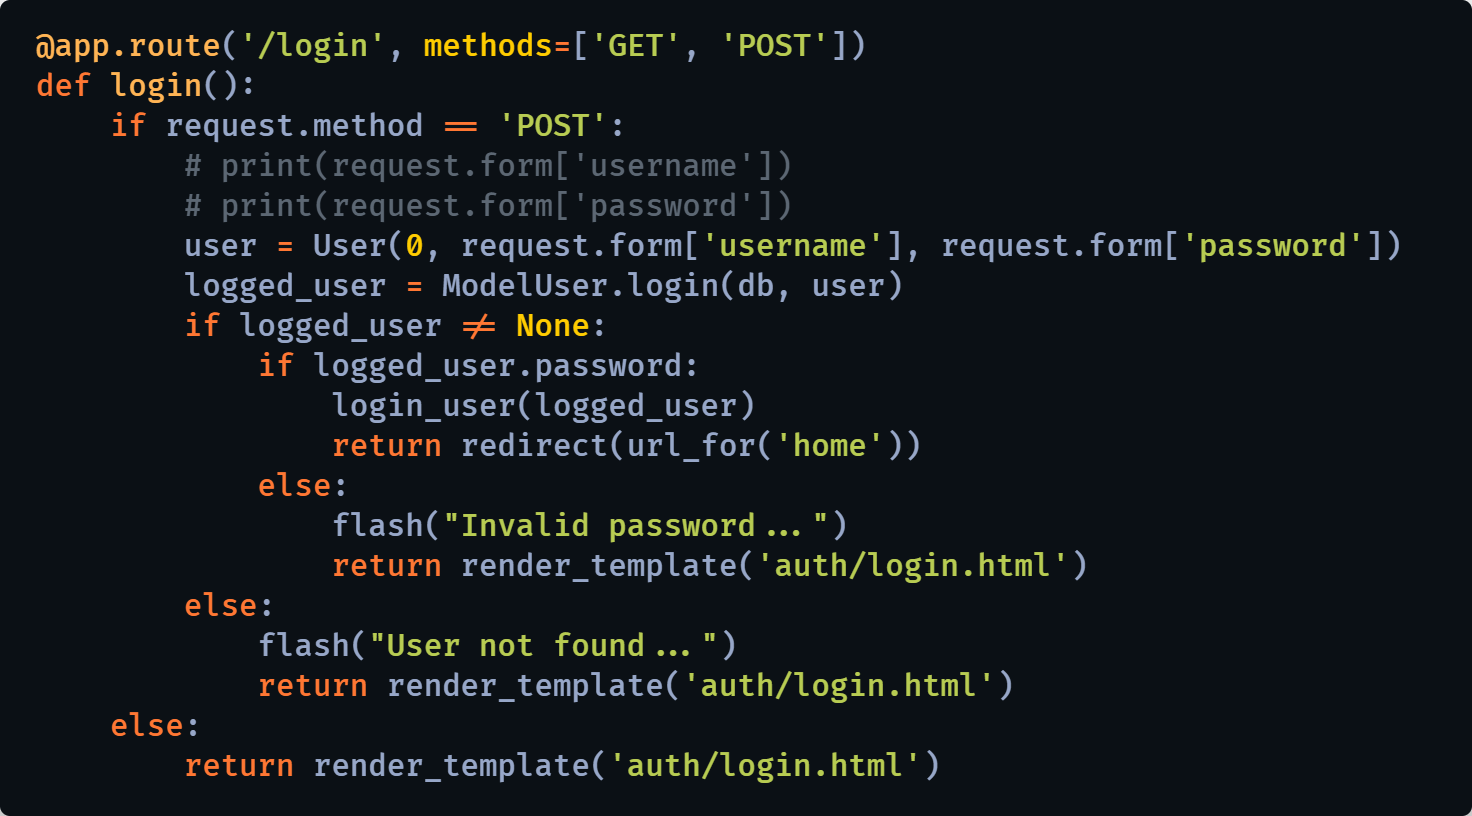 @app.route('/login', methods=['GET', 'POST'])
def login():
    if request.method == 'POST':
        # print(request.form['username'])
        # print(request.form['password'])
        user = User(0, request.form['username'], request.form['password'])
        logged_user = ModelUser.login(db, user)
        if logged_user != None:
            if logged_user.password:
                login_user(logged_user)
                return redirect(url_for('home'))
            else:
                flash("Invalid password...")
                return render_template('auth/login.html')
        else:
            flash("User not found...")
            return render_template('auth/login.html')
    else:
        return render_template('auth/login.html')